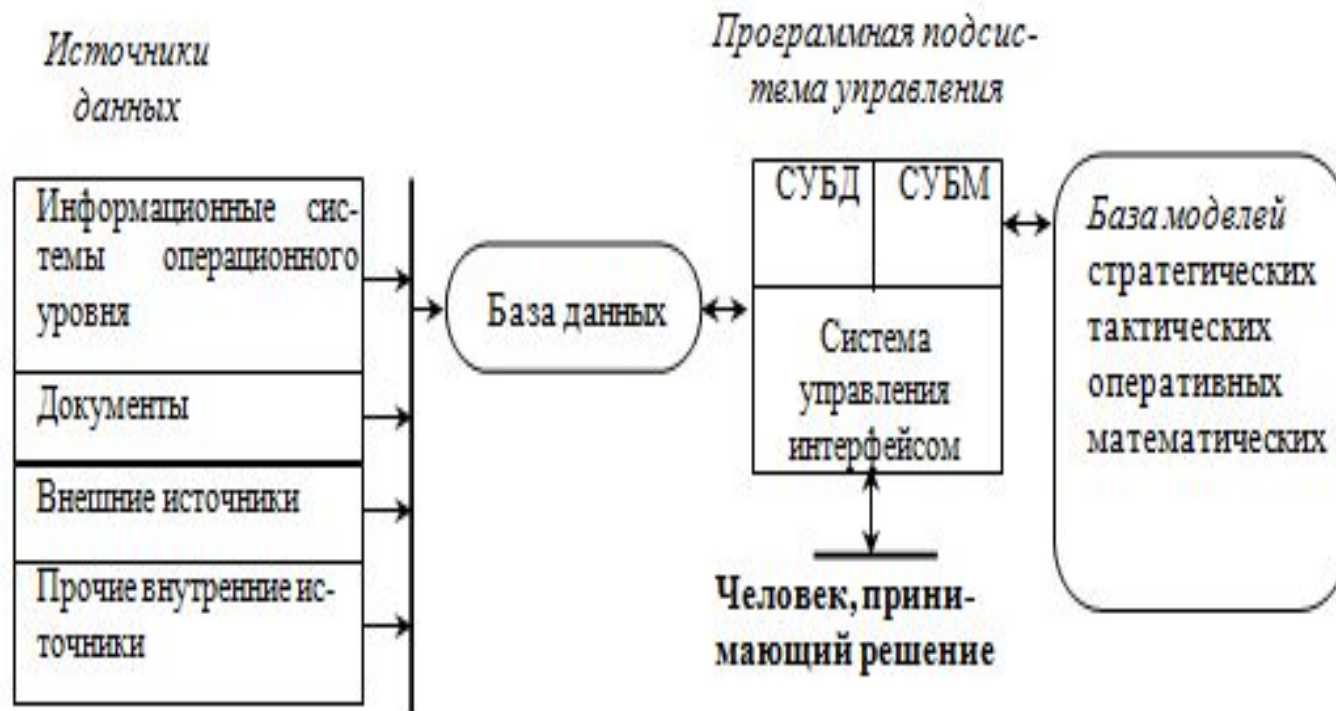 Источники
данных
Информационные сис-
темы операционного
уровня
Документы
Внешние источники
Прочие внутренние ис-
точники
База данных
Программная подсис-
тема управления
СУБД СУБМ
Система
управления
интерфейсом
Человек, прини-
мающий решение
База моделей
стратегических
тактических
оперативных
математических